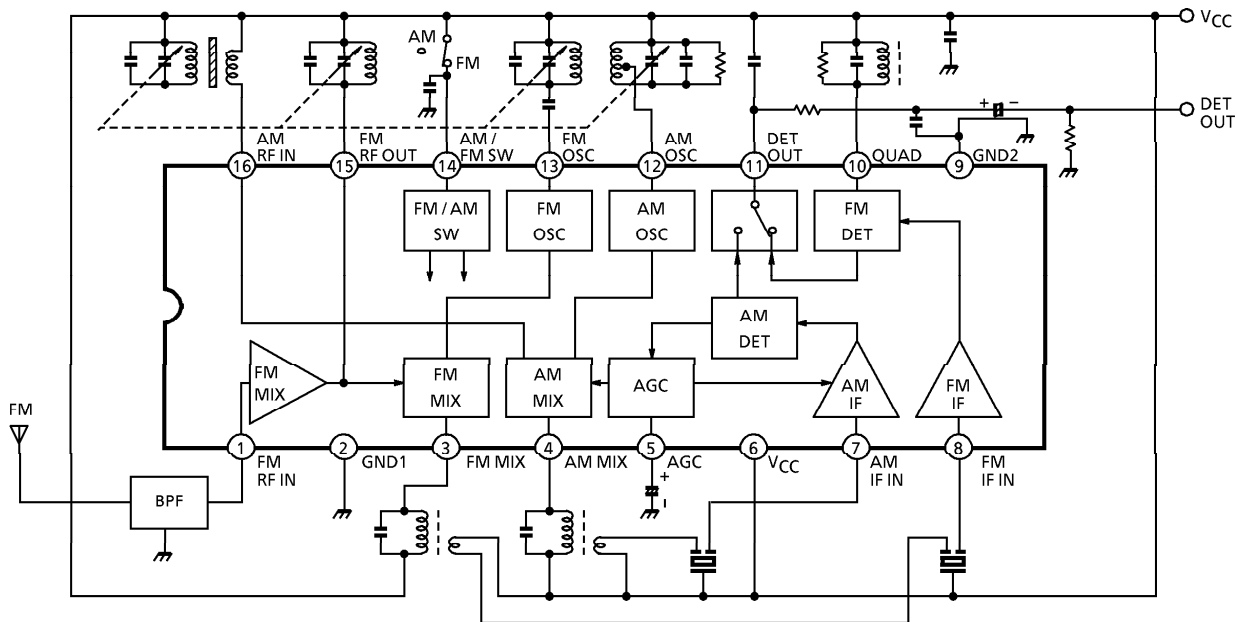 V_CC
AM
FM
DET
OUT
+ −
AM
RF IN
FM
RF OUT
AM /
FM SW
FM
OSC
AM
OSC
DET
OUT
QUAD
GND2
16
15
14
13
12
11
10
9
FM / AM
SW
FM
OSC
AM
OSC
FM
DET
AM
DET
FM
MIX
FM
MIX
AM
MIX
AGC
AM
IF
FM
IF
FM
1
2
3
4
5
6
7
8
FM
RF IN
GND1
FM MIX
AM MIX
AGC
V_CC
AM
IF IN
FM
IF IN
+
−
BPF